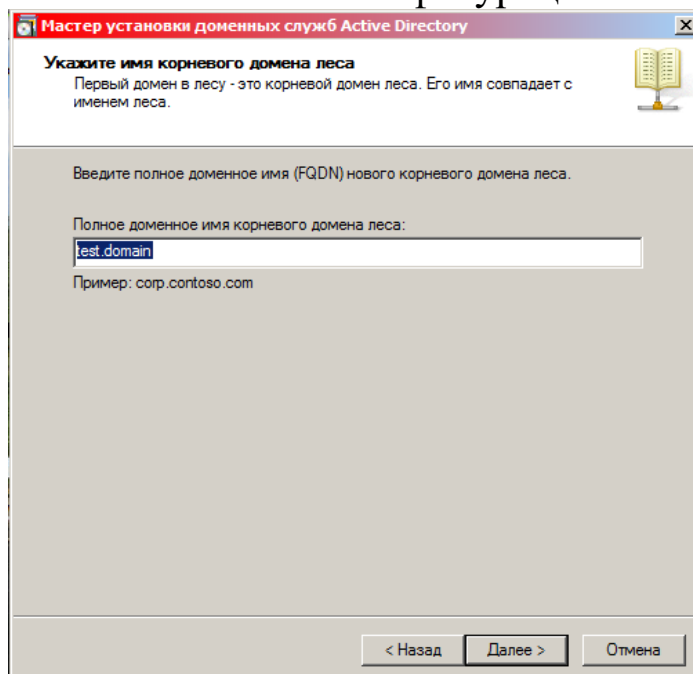 Мастер установки доменных служб Active Directory
Укажите имя корневого домена леса
Первый домен в лесу - это корневой домен леса. Его имя совпадает с
именем леса.
Введите полное доменное имя (FQDN) нового корневого домена леса.
Полное доменное имя корневого домена леса:
test.domain
Пример: corp.contoso.com
< Назад
Далее >
Отмена